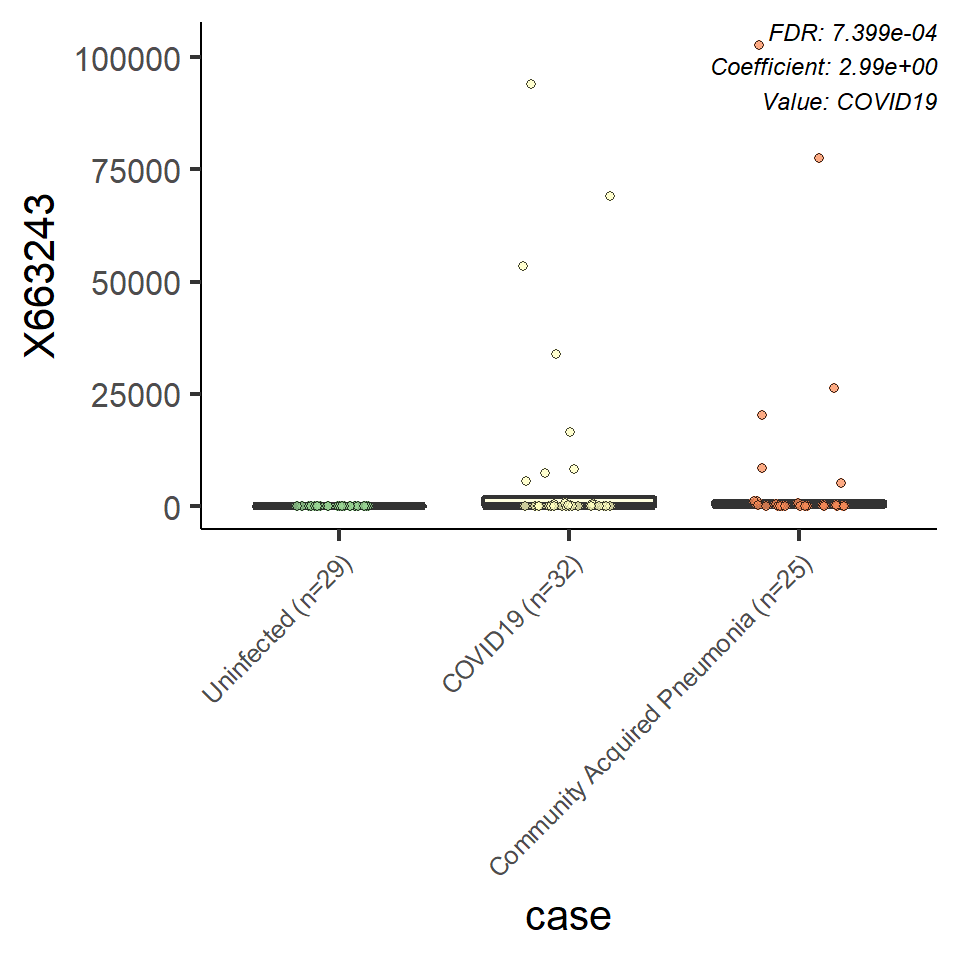 FDR: 7.399e-04
Coefficient: 2.99e+00
Value: COVID19
100000
75000
50000
25000
0
X663243
Uninfected (n=29)
COVID19 (n=32)
Community Acquired Pneumonia (n=25)
case